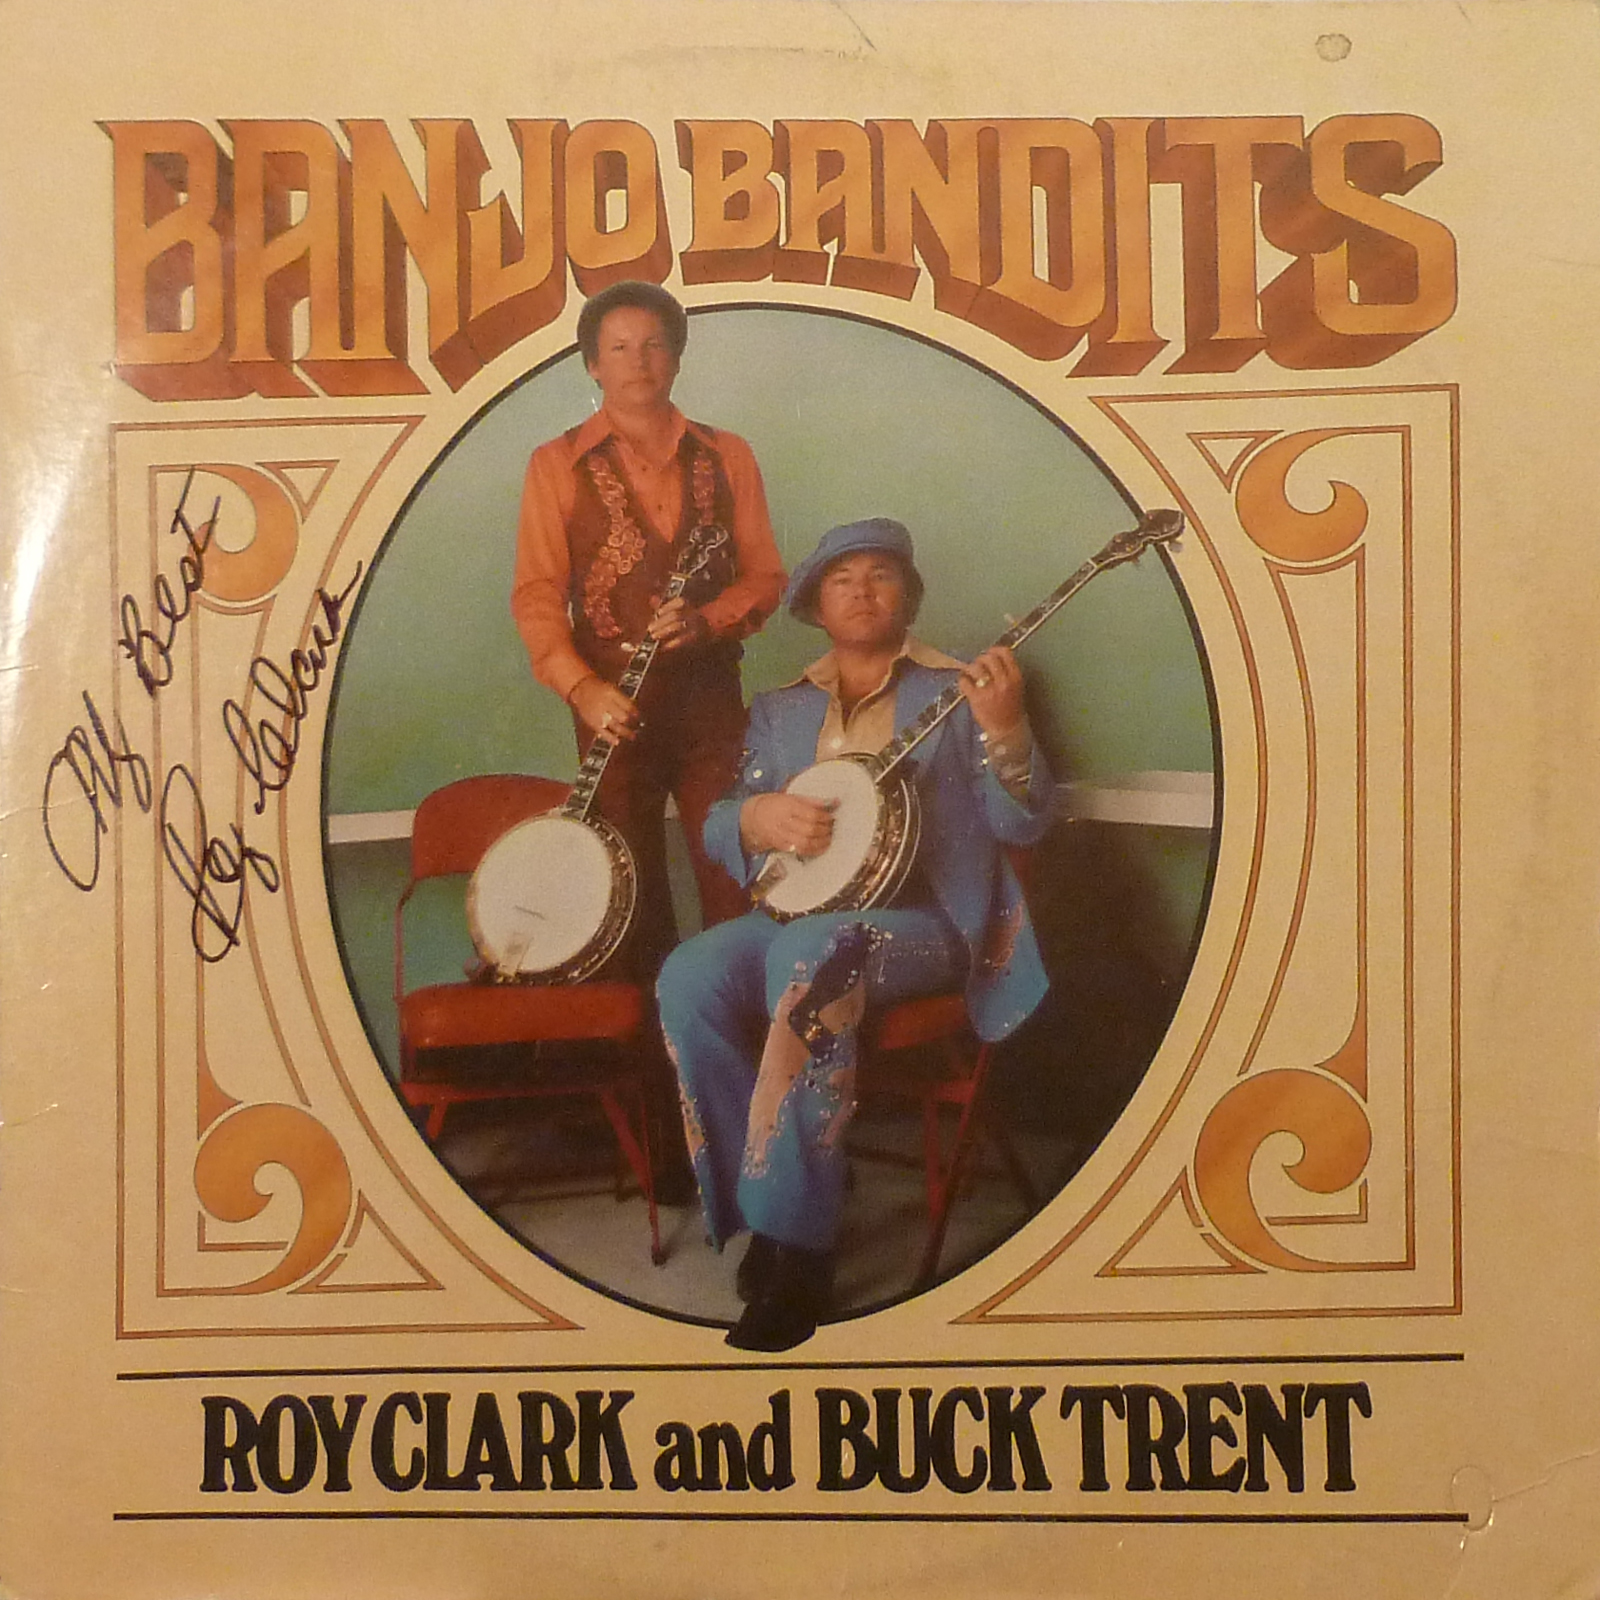 BANJO BANDITS
My Best
Roy Clark
ROY CLARK and BUCK TRENT